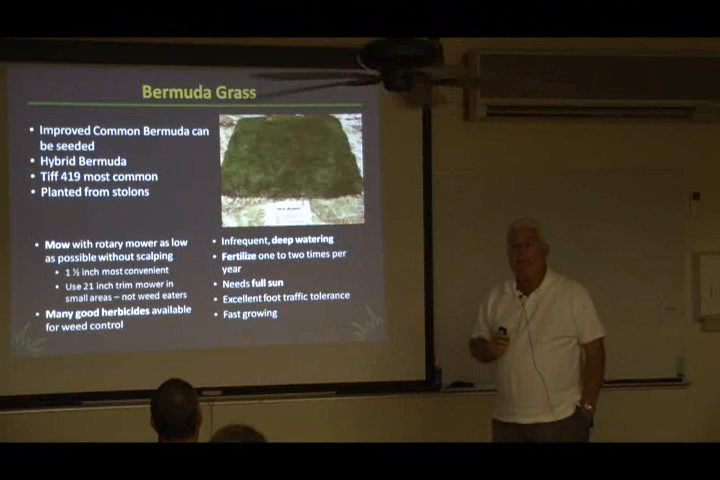 Bermuda Grass
• Improved Common Bermuda can
be seeded
• Hybrid Bermuda
• Tiff 419 most common
• Planted from stolons
• Mow with rotary mower as low
as possible without scalping
• 1 ½ inch most convenient
• Use 21 inch trim mower in
small areas – not weed eaters
• Many good herbicides available
for weed control
• Infrequent, deep watering
• Fertilize one to two times per
year
• Needs full sun
• Excellent foot traffic tolerance
• Fast growing